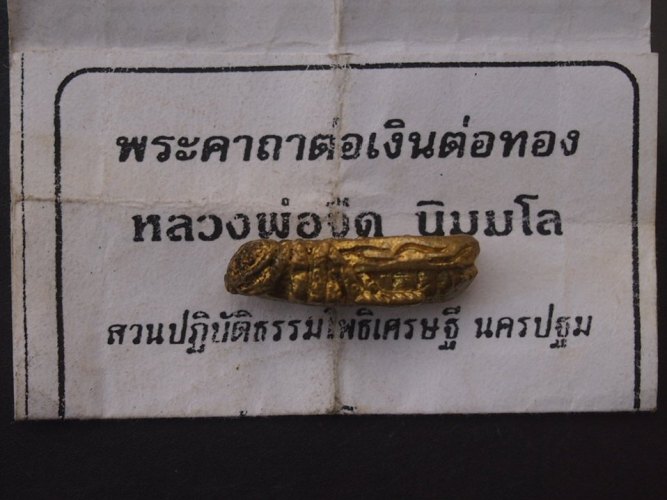 พระคาถาต่อเงินต่อทอง
หลวงพ่อจืด นิมมโล
สวนปฏิบัติธรรมโพธิเศรษฐี นครปฐม